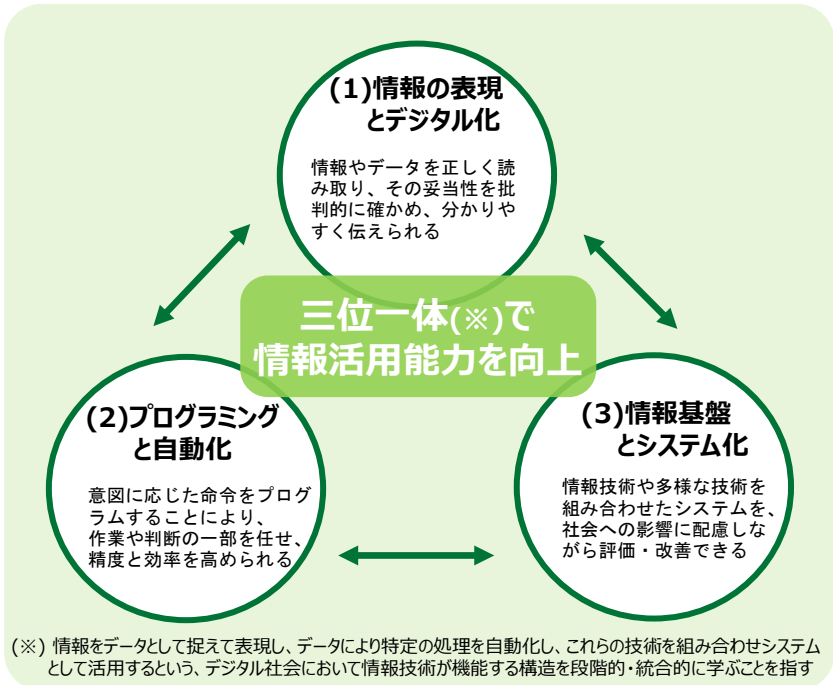 (1)情報の表現
とデジタル化
情報やデータを正しく読
み取り、その妥当性を批
判的に確かめ、分かりや
すく伝えられる
三位一体(※)で
情報活用能力を向上
(2)プログラミング
と自動化
意図に応じた命令をプログ
ラムすることにより、
作業や判断の一部を任せ、
精度と効率を高められる
(3)情報基盤
とシステム化
情報技術や多様な技術を
組み合わせたシステムを、
社会への影響に配慮しな
がら評価・改善できる
(※) 情報をデータとして捉えて表現し、データにより特定の処理を自動化し、これらの技術を組み合わせシステム
として活用するという、デジタル社会において情報技術が機能する構造を段階的・統合的に学ぶことを指す